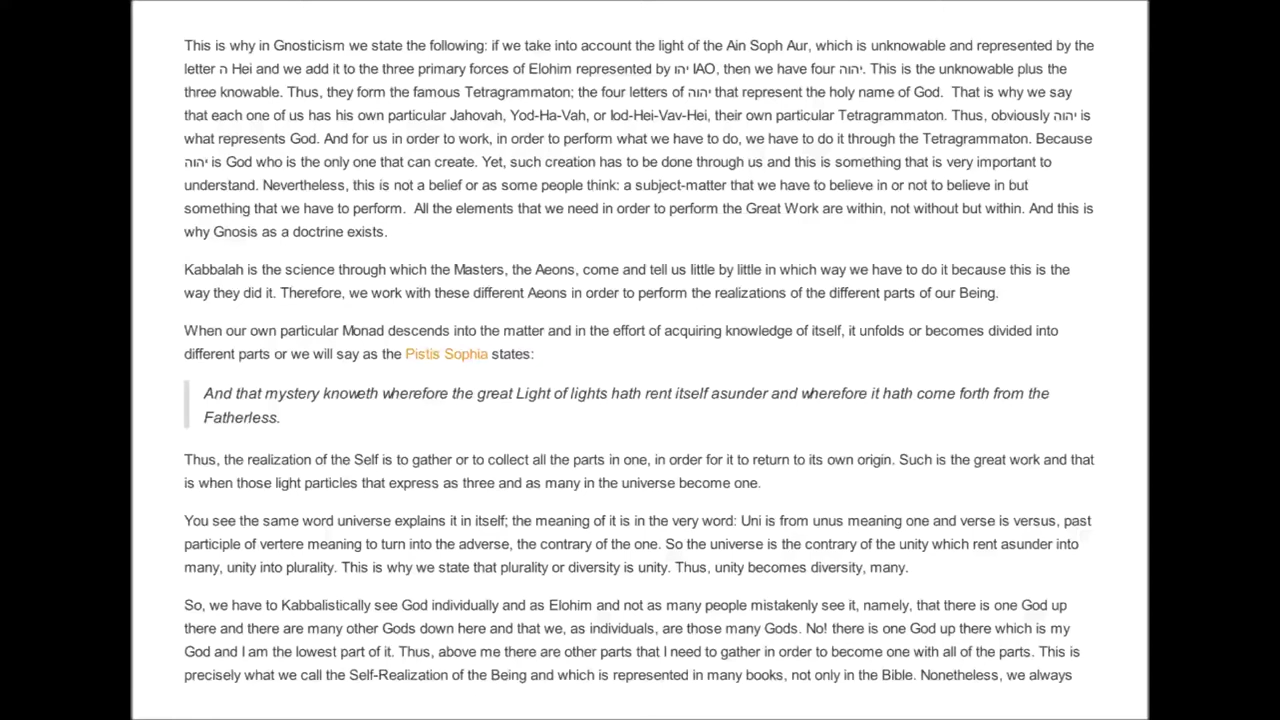 This is why in Gnosticism we state the following: if we take into account the light of the Ain Soph Aur, which is unknowable and represented by the
letter ה Hei and we add it to the three primary forces of Elohim represented by יהו IAO, then we have four יהוה. This is the unknowable plus the
three knowable. Thus, they form the famous Tetragrammaton; the four letters of יהוה that represent the holy name of God.  That is why we say
that each one of us has his own particular Jahovah, Yod-Ha-Vah, or Iod-Hei-Vav-Hei, their own particular Tetragrammaton. Thus, obviously יהוה is
what represents God. And for us in order to work, in order to perform what we have to do, we have to do it through the Tetragrammaton. Because
יהוה is God who is the only one that can create. Yet, such creation has to be done through us and this is something that is very important to
understand. Nevertheless, this is not a belief or as some people think: a subject-matter that we have to believe in or not to believe in but
something that we have to perform.  All the elements that we need in order to perform the Great Work are within, not without but within. And this is
why Gnosis as a doctrine exists.
Kabbalah is the science through which the Masters, the Aeons, come and tell us little by little in which way we have to do it because this is the
way they did it. Therefore, we work with these different Aeons in order to perform the realizations of the different parts of our Being.
When our own particular Monad descends into the matter and in the effort of acquiring knowledge of itself, it unfolds or becomes divided into
different parts or we will say as the Pistis Sophia states:
And that mystery knoweth wherefore the great Light of lights hath rent itself asunder and wherefore it hath come forth from the
Fatherless.
Thus, the realization of the Self is to gather or to collect all the parts in one, in order for it to return to its own origin. Such is the great work and that
is when those light particles that express as three and as many in the universe become one.
You see the same word universe explains it in itself; the meaning of it is in the very word: Uni is from unus meaning one and verse is versus, past
participle of vertere meaning to turn into the adverse, the contrary of the one. So the universe is the contrary of the unity which rent asunder into
many, unity into plurality. This is why we state that plurality or diversity is unity. Thus, unity becomes diversity, many.
So, we have to Kabbalistically see God individually and as Elohim and not as many people mistakenly see it, namely, that there is one God up
there and there are many other Gods down here and that we, as individuals, are those many Gods. No! there is one God up there which is my
God and I am the lowest part of it. Thus, above me there are other parts that I need to gather in order to become one with all of the parts. This is
precisely what we call the Self-Realization of the Being and which is represented in many books, not only in the Bible. Nonetheless, we always